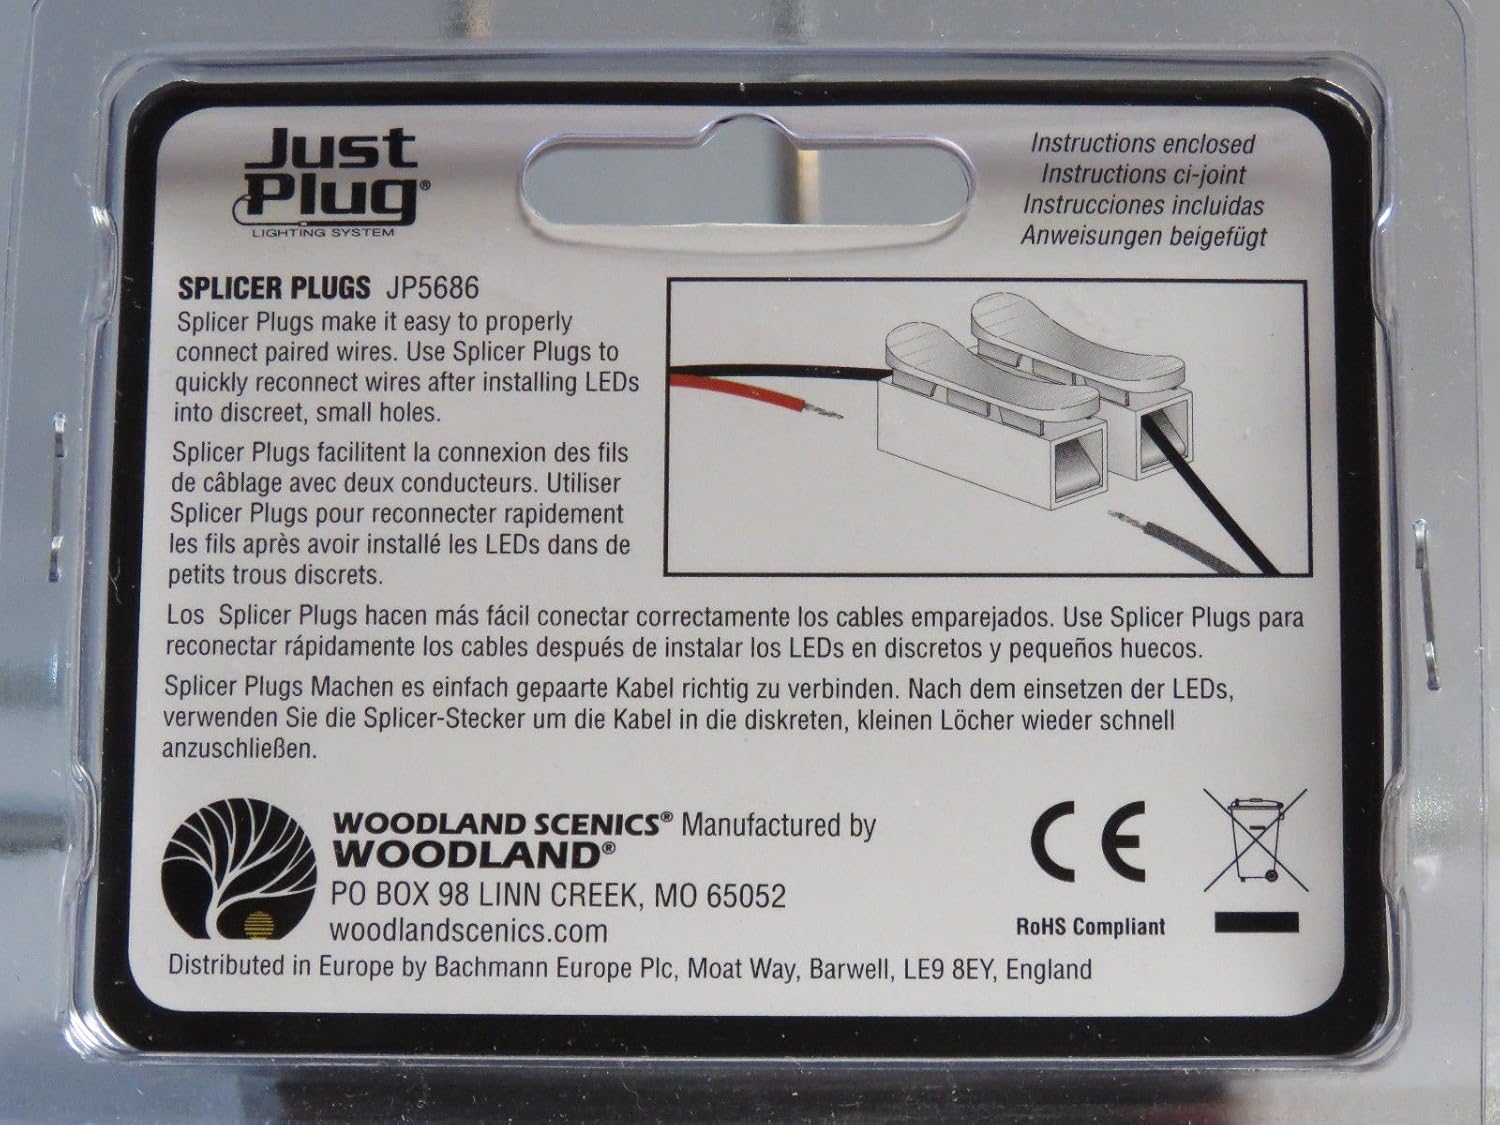 Just
Plug®
LIGHTING SYSTEM
Instructions enclosed
Instructions ci-joint
Instrucciones incluidas
Anweisungen beigefügt
SPLICER PLUGS JP5686
Splicer Plugs make it easy to properly
connect paired wires. Use Splicer Plugs to
quickly reconnect wires after installing LEDs
into discreet, small holes.
Splicer Plugs facilitent la connexion des fils
de câblage avec deux conducteurs. Utiliser
Splicer Plugs pour reconnecter rapidement
les fils après avoir installé les LEDs dans de
petits trous discrets.
Los Splicer Plugs hacen más fácil conectar correctamente los cables emparejados. Use Splicer Plugs para
reconectar rápidamente los cables después de instalar los LEDs en discretos y pequeños huecos.
Splicer Plugs Machen es einfach gepaarte Kabel richtig zu verbinden. Nach dem einsetzen der LEDs,
verwenden Sie die Splicer-Stecker um die Kabel in die diskreten, kleinen Löcher wieder schnell
anzuschließen.
WOODLAND SCENICS® Manufactured by
WOODLAND®
PO BOX 98 LINN CREEK, MO 65052
woodlandscenics.com
Distributed in Europe by Bachmann Europe Plc, Moat Way, Barwell, LE9 8EY, England
CE
RoHS Compliant